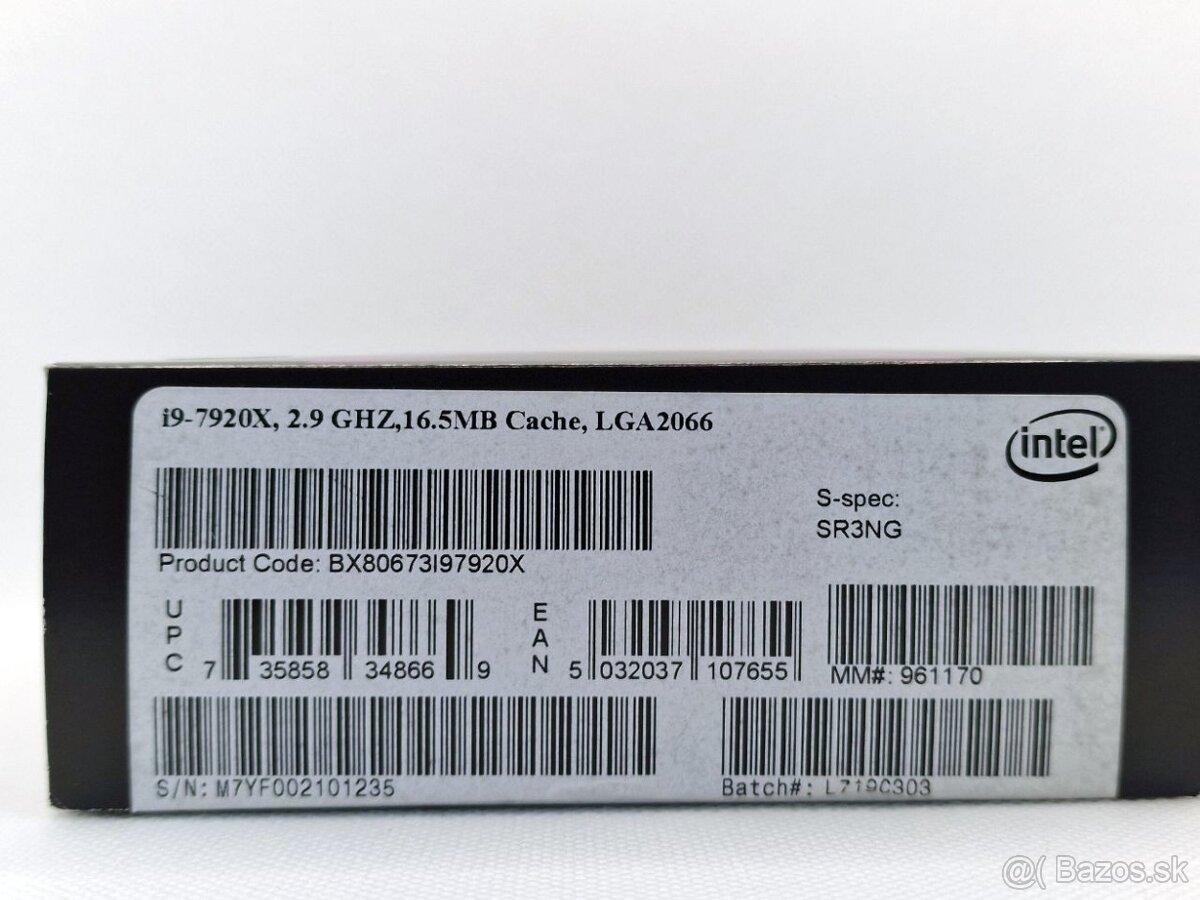 i9-7920X, 2.9 GHZ,16.5MB Cache, LGA2066
intel
S-spec:
SR3NG
Product Code: BX80673I97920X
UPC 7 35858 34866 9
EAN 5 032037 107655
MM#: 961170
S/N: M7YF002101235
Batch#: L719C303
@( Bazos.sk